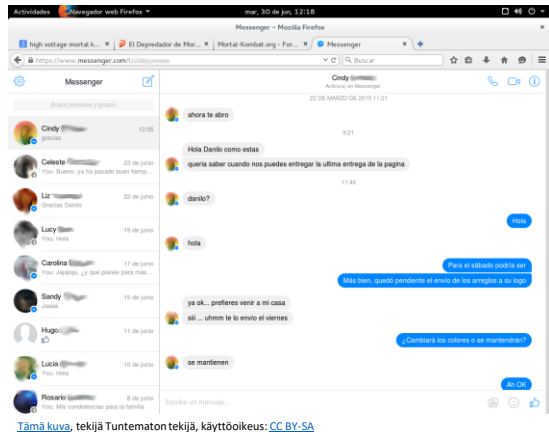 Actividades Navegador web Firefox mar, 30 de jun, 12:18
Messenger - Mozilla Firefox
high voltage mortal k... El Depredador de Mor... Mortal-Kombat.org - For... Messenger
https://www.messenger.com/t/ Buscar
Messenger
Busca personas y grupos
Cindy 12:05
gracias
Celeste 23 de junio
You: Bueno, ya ha pasado buen tiemp...
Liz 22 de junio
Gracias Danilo
Lucy 19 de junio
You: Hola
Carolina 17 de junio
You: Jajajaja, ¿y qué planes para más...
Sandy 15 de junio
Jaaaa
Hugo 11 de junio
Lucia 10 de junio
You: Hola
Rosario 8 de junio
You: Mis condolencias para la familia
Cindy
Activo(a) en Messenger
22 DE MARZO DE 2015 11:21
ahora te abro
9:21
Hola Danilo como estas
queria saber cuando nos puedes entregar la ultima entrega de la pagina
11:48
danilo?
Hola
hola
Para el sábado podría ser
Más bien, quedó pendiente el envío de los arreglos a su logo
ya ok... prefieres venir a mi casa
siii ... uhmm te lo envio el viernes
¿Cambiará los colores o se mantendrán?
se mantienen
Ah OK
Escribe un mensaje...
Tämä kuva, tekijä Tuntematon tekijä, käyttöoikeus: CC BY-SA